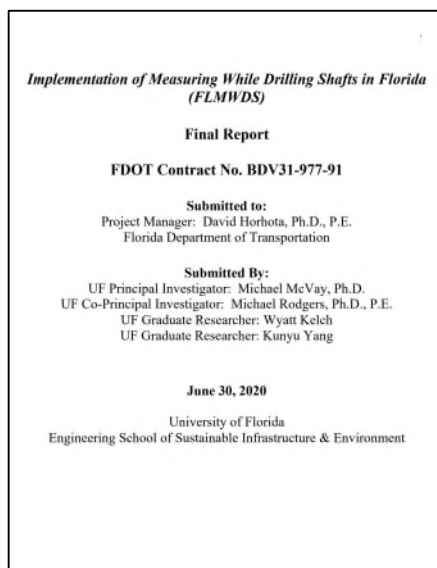 Implementation of Measuring While Drilling Shafts in Florida
(FLMWDS)
Final Report
FDOT Contract No. BDV31-977-91
Submitted to:
Project Manager: David Horhota, Ph.D., P.E.
Florida Department of Transportation
Submitted By:
UF Principal Investigator: Michael McVay, Ph.D.
UF Co-Principal Investigator: Michael Rodgers, Ph.D., P.E.
UF Graduate Researcher: Wyatt Kelch
UF Graduate Researcher: Kunyu Yang
June 30, 2020
University of Florida
Engineering School of Sustainable Infrastructure & Environment